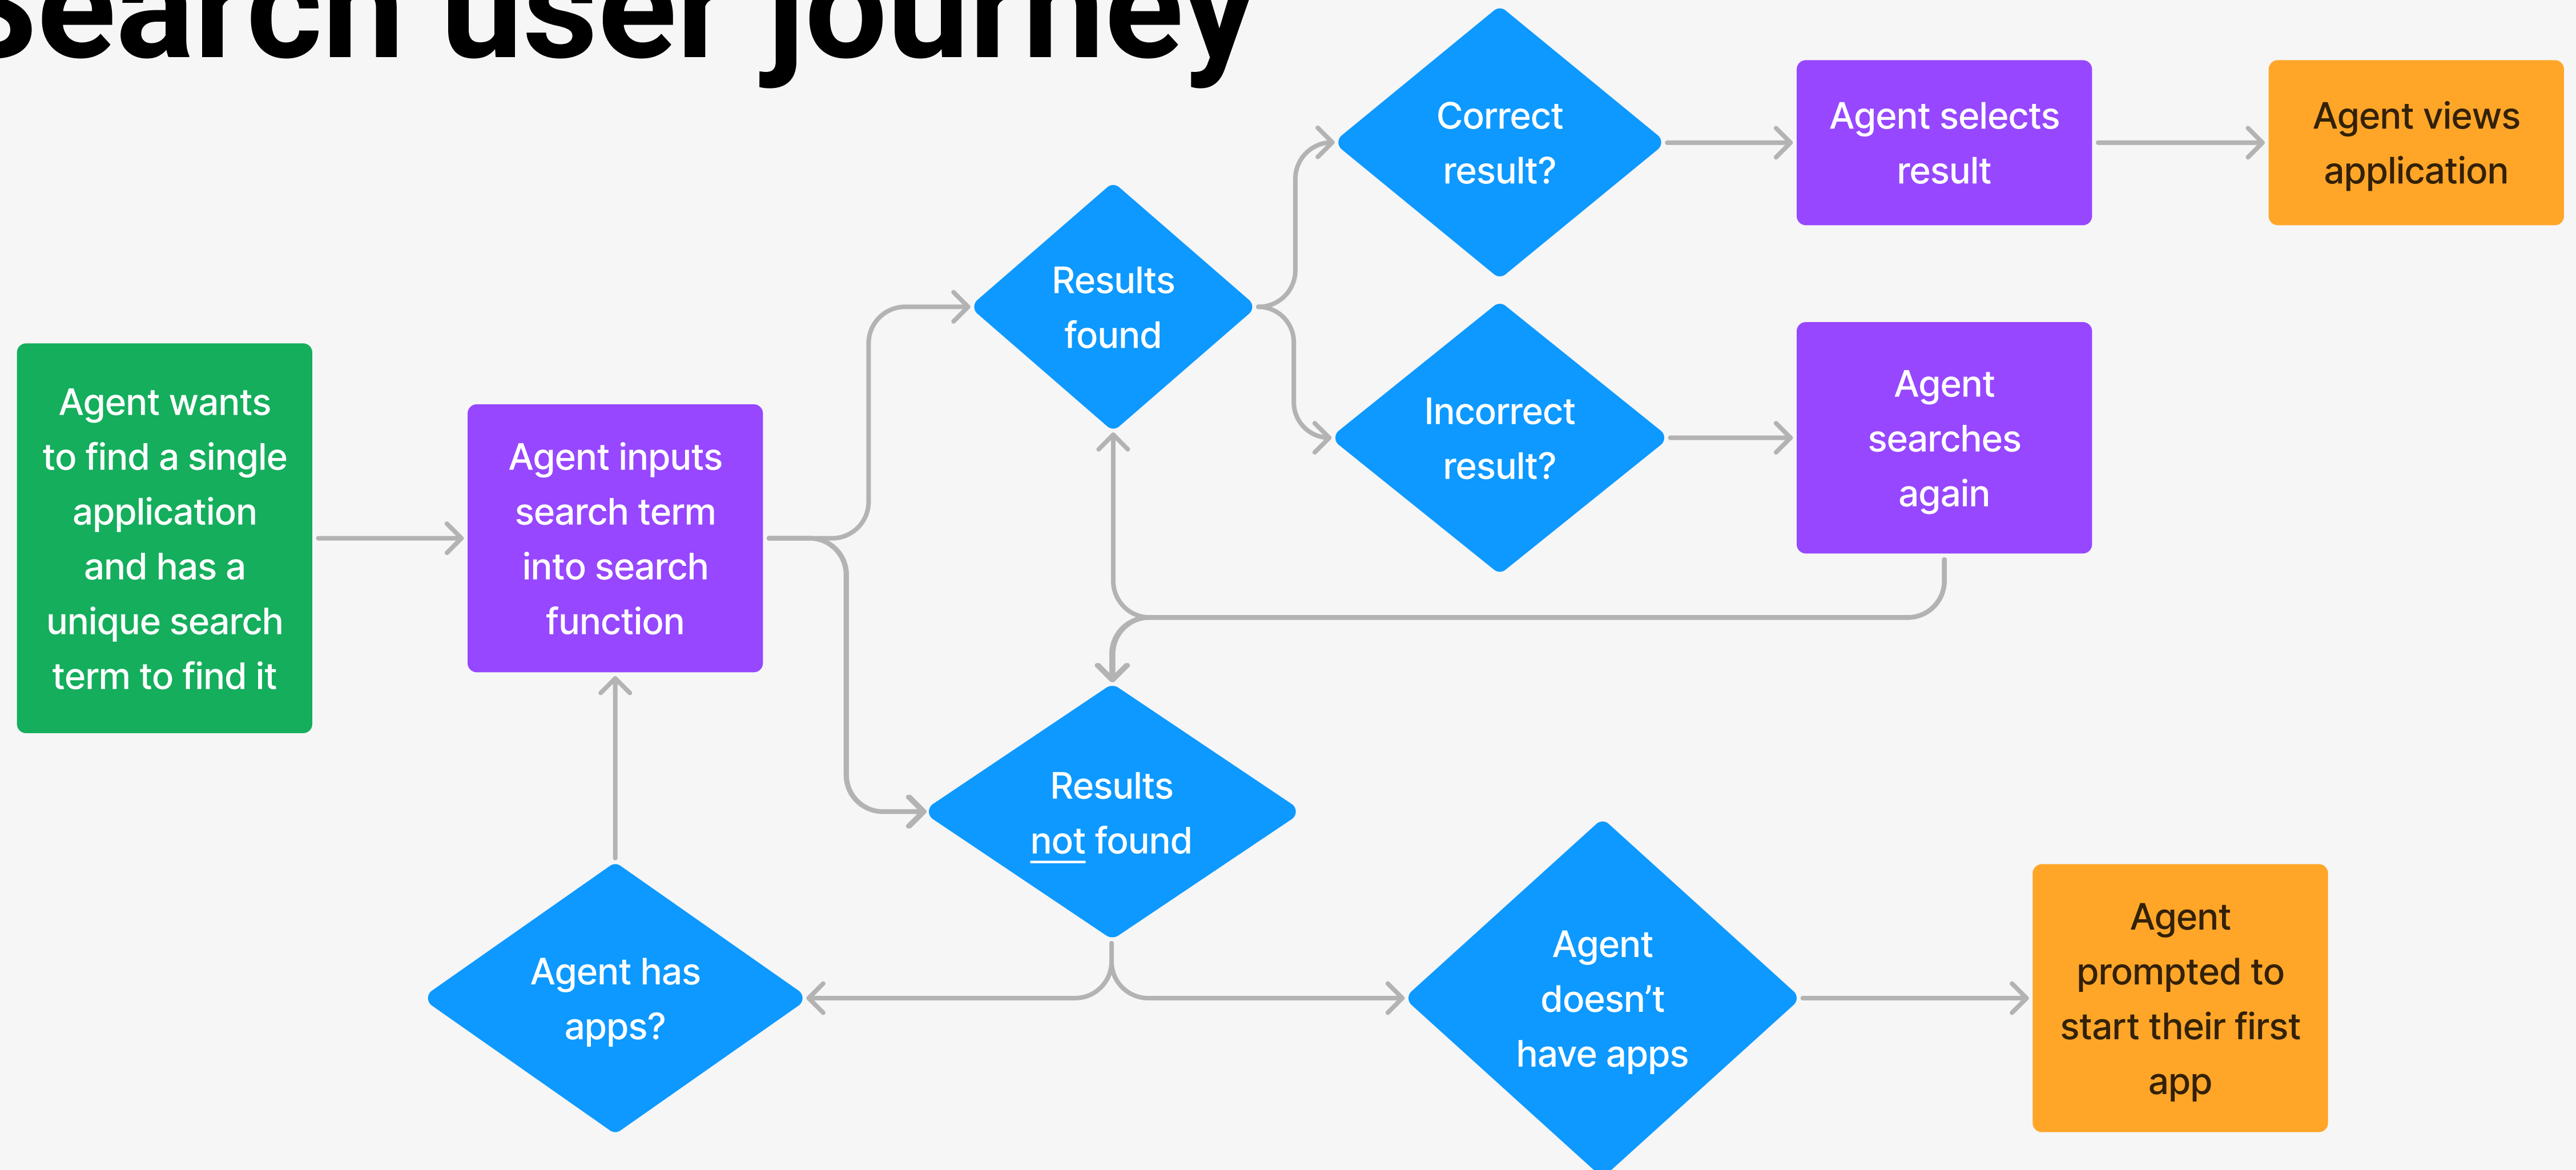 Search user journey
Correct
result?
Agent selects
result
Agent views
application
Results
found
Incorrect
result?
Agent
searches
again
Agent wants
to find a single
application
and has a
unique search
term to find it
Agent inputs
search term
into search
function
Results
not found
Agent has
apps?
Agent
doesn’t
have apps
Agent
prompted to
start their first
app